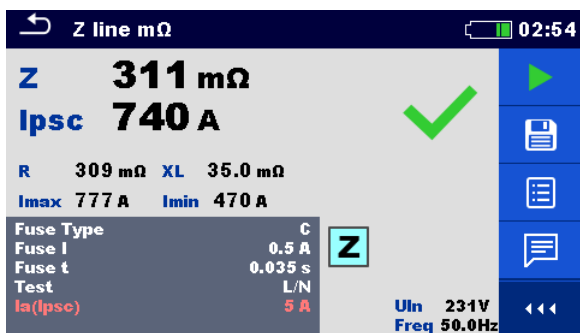 Z line mΩ 02:54
Z 311 mΩ
Ipsc 740 A
R 309 mΩ XL 35.0 mΩ
Imax 777 A Imin 470 A
Fuse Type C
Fuse I 0.5 A
Fuse t 0.035 s
Test L/N
Ia(Ipsc) 5 A
Z
Uln 231V
Freq 50.0Hz